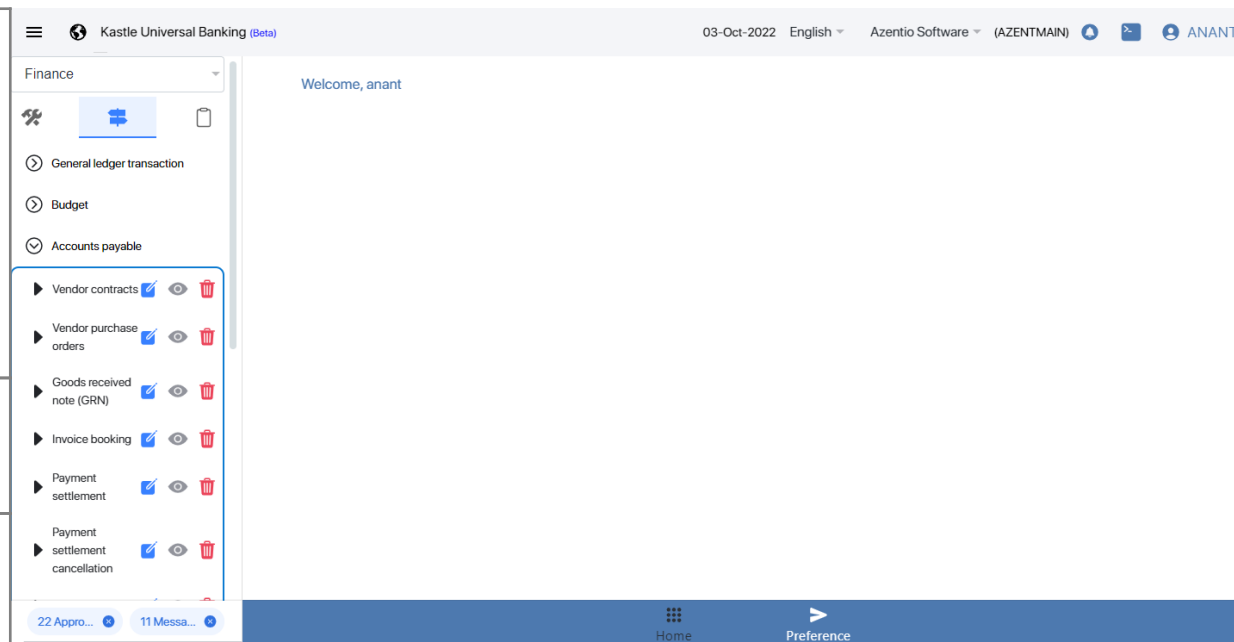 Kastle Universal Banking (Beta)
03-Oct-2022 English Azentio Software (AZENTMAIN) ANANT
Finance
Welcome, anant
General ledger transaction
Budget
Accounts payable
Vendor contracts
Vendor purchase
orders
Goods received
note (GRN)
Invoice booking
Payment
settlement
Payment
settlement
cancellation
22 Appro... 11 Messa...
Home Preference